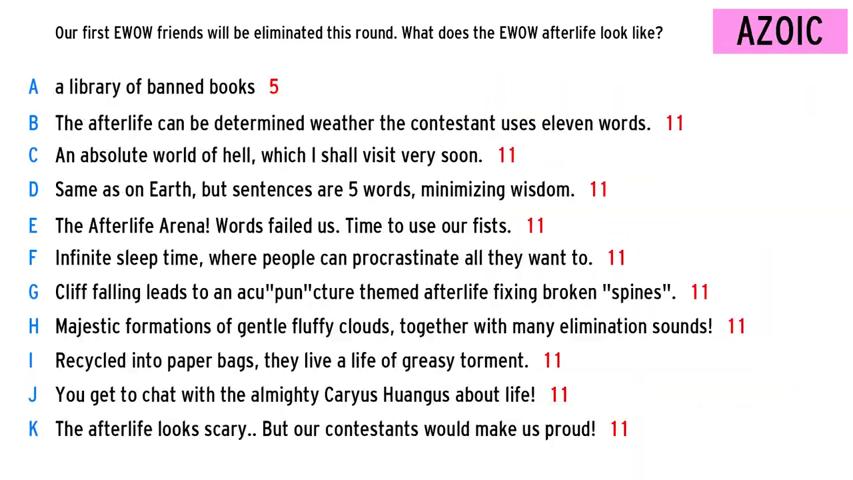 Our first EWOW friends will be eliminated this round. What does the EWOW afterlife look like?
AZOIC
A a library of banned books 5
B The afterlife can be determined weather the contestant uses eleven words. 11
C An absolute world of hell, which I shall visit very soon. 11
D Same as on Earth, but sentences are 5 words, minimizing wisdom. 11
E The Afterlife Arena! Words failed us. Time to use our fists. 11
F Infinite sleep time, where people can procrastinate all they want to. 11
G Cliff falling leads to an acu"pun"cture themed afterlife fixing broken "spines". 11
H Majestic formations of gentle fluffy clouds, together with many elimination sounds! 11
I Recycled into paper bags, they live a life of greasy torment. 11
J You get to chat with the almighty Caryus Huangus about life! 11
K The afterlife looks scary.. But our contestants would make us proud! 11